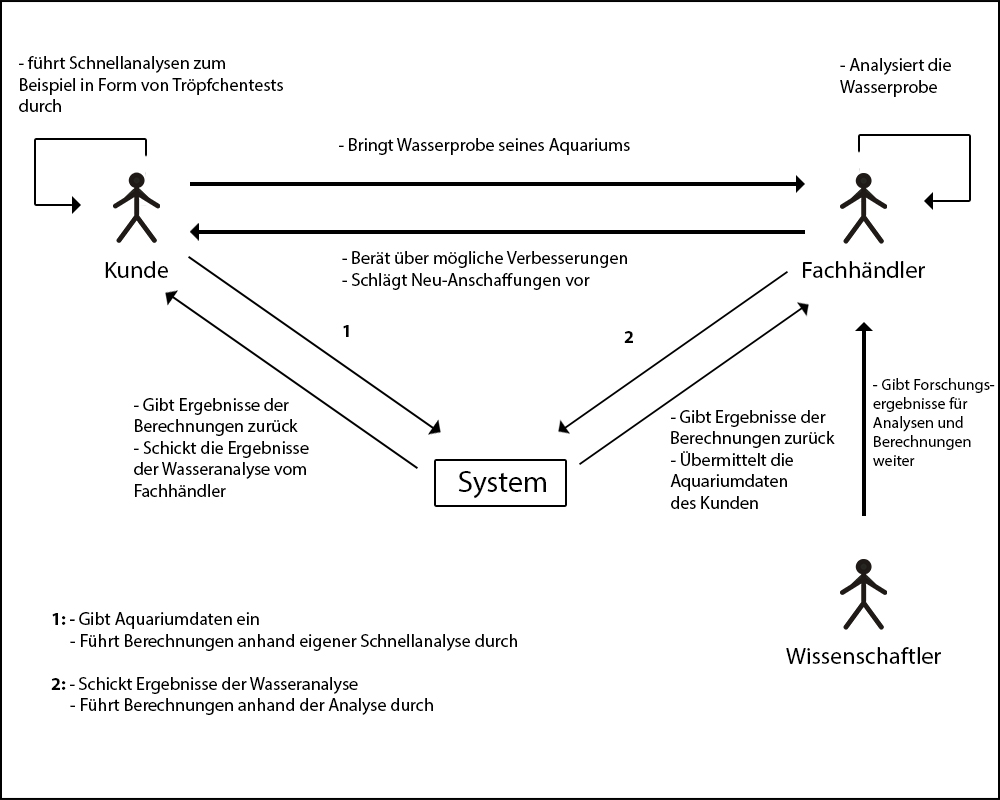 - führt Schnellanalysen zum
Beispiel in Form von Tröpfchentests
durch
- Analysiert die
Wasserprobe
- Bringt Wasserprobe seines Aquariums
Kunde
- Berät über mögliche Verbesserungen
- Schlägt Neu-Anschaffungen vor
Fachhändler
1
2
- Gibt Ergebnisse der
Berechnungen zurück
- Schickt die Ergebnisse
der Wasseranalyse vom
Fachhändler
System
- Gibt Ergebnisse der
Berechnungen zurück
- Übermittelt die
Aquariumdaten
des Kunden
- Gibt Forschungs-
ergebnisse für
Analysen und
Berechnungen
weiter
Wissenschaftler
1: - Gibt Aquariumdaten ein
- Führt Berechnungen anhand eigener Schnellanalyse durch
2: - Schickt Ergebnisse der Wasseranalyse
- Führt Berechnungen anhand der Analyse durch